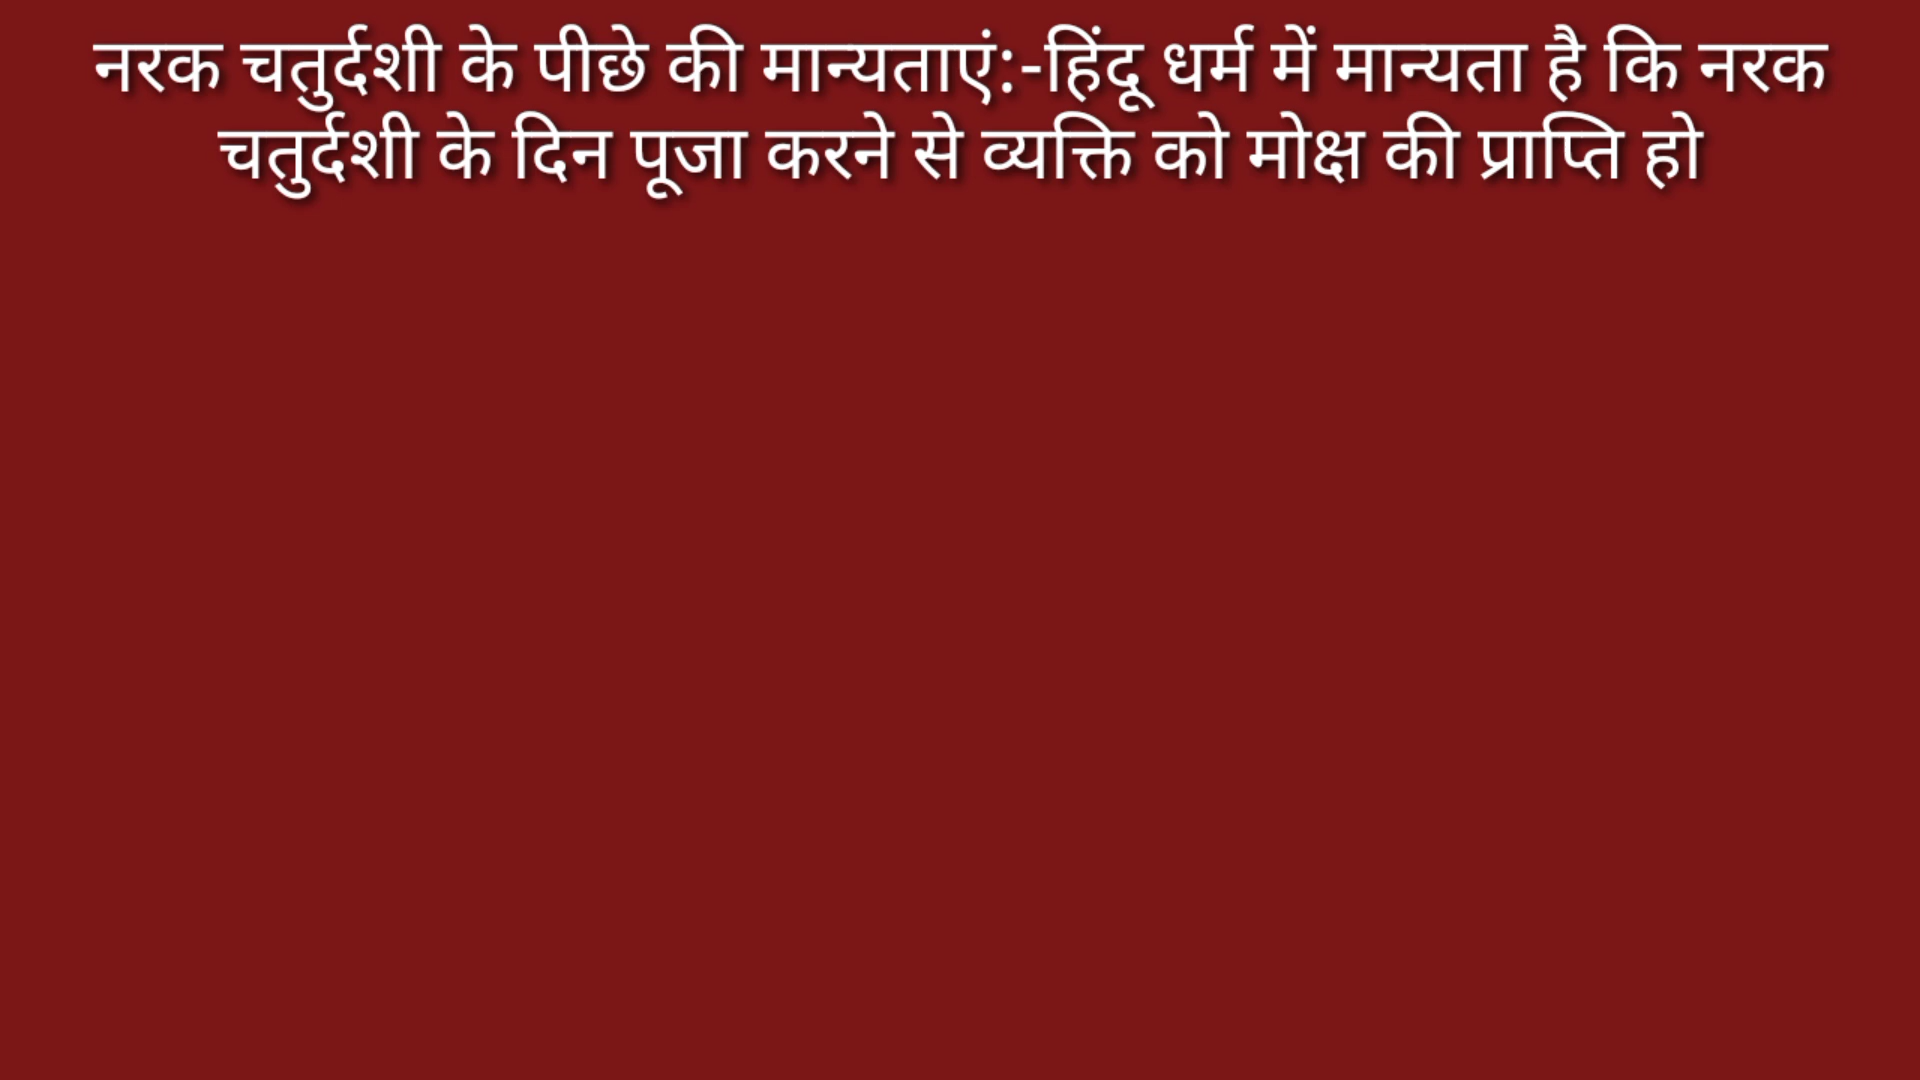 नरक चतुर्दशी के पीछे की मान्यताएं:-हिंदू धर्म में मान्यता है कि नरक
चतुर्दशी के दिन पूजा करने से व्यक्ति को मोक्ष की प्राप्ति हो